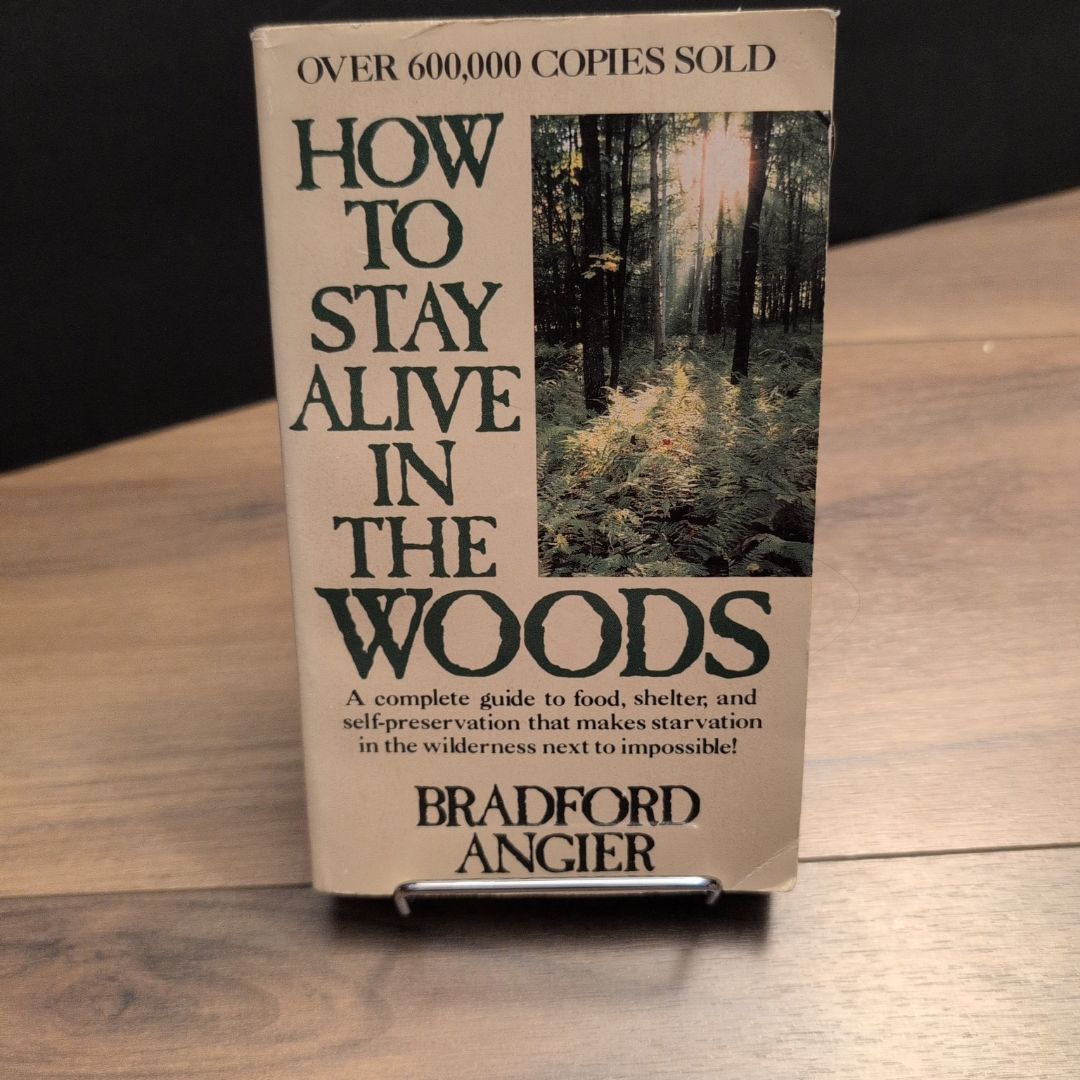 OVER 600,000 COPIES SOLD
HOW
TO
STAY
ALIVE
IN
THE
WOODS
A complete guide to food, shelter, and
self-preservation that makes starvation
in the wilderness next to impossible!
BRADFORD
ANGIER